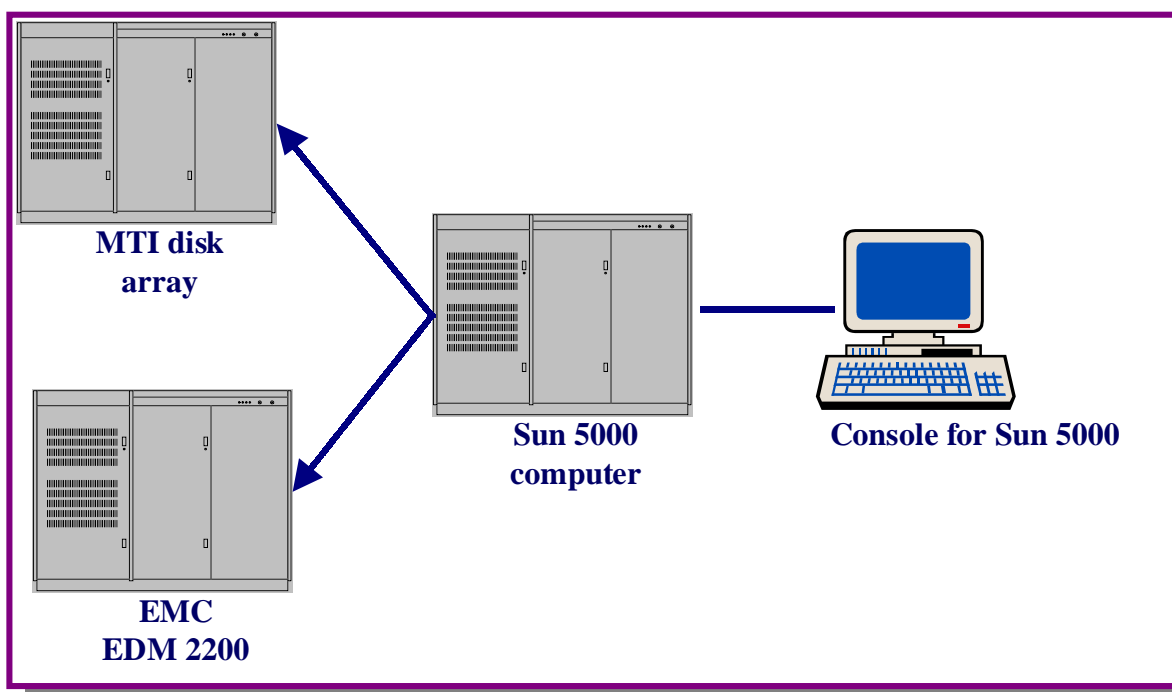 MTI disk
array
Sun 5000
computer
Console for Sun 5000
EMC
EDM 2200